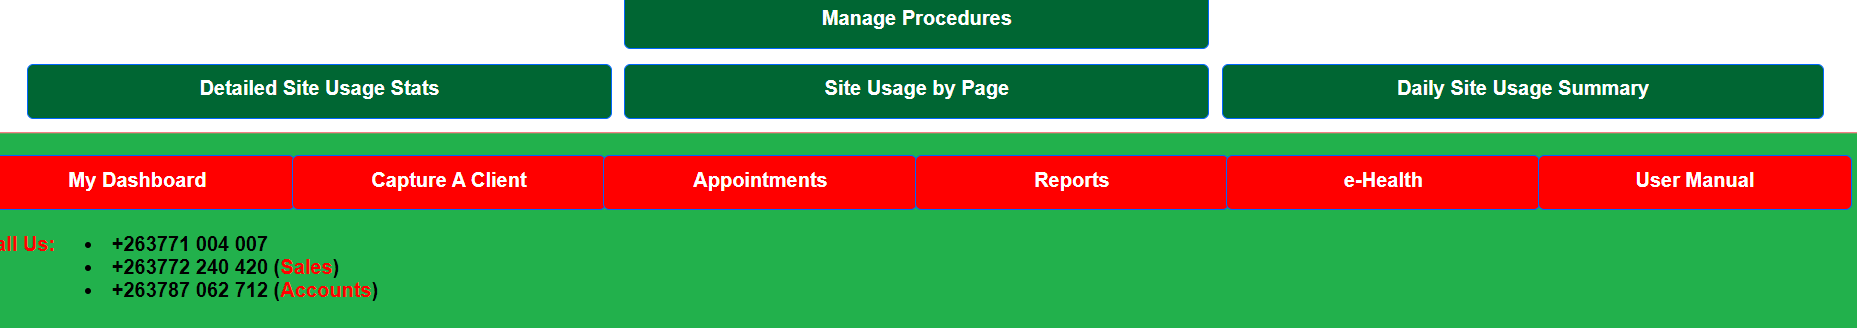 Manage Procedures
Detailed Site Usage Stats Site Usage by Page Daily Site Usage Summary
My Dashboard Capture A Client Appointments Reports e-Health User Manual
all Us: • +263771 004 007
• +263772 240 420 (Sales)
• +263787 062 712 (Accounts)